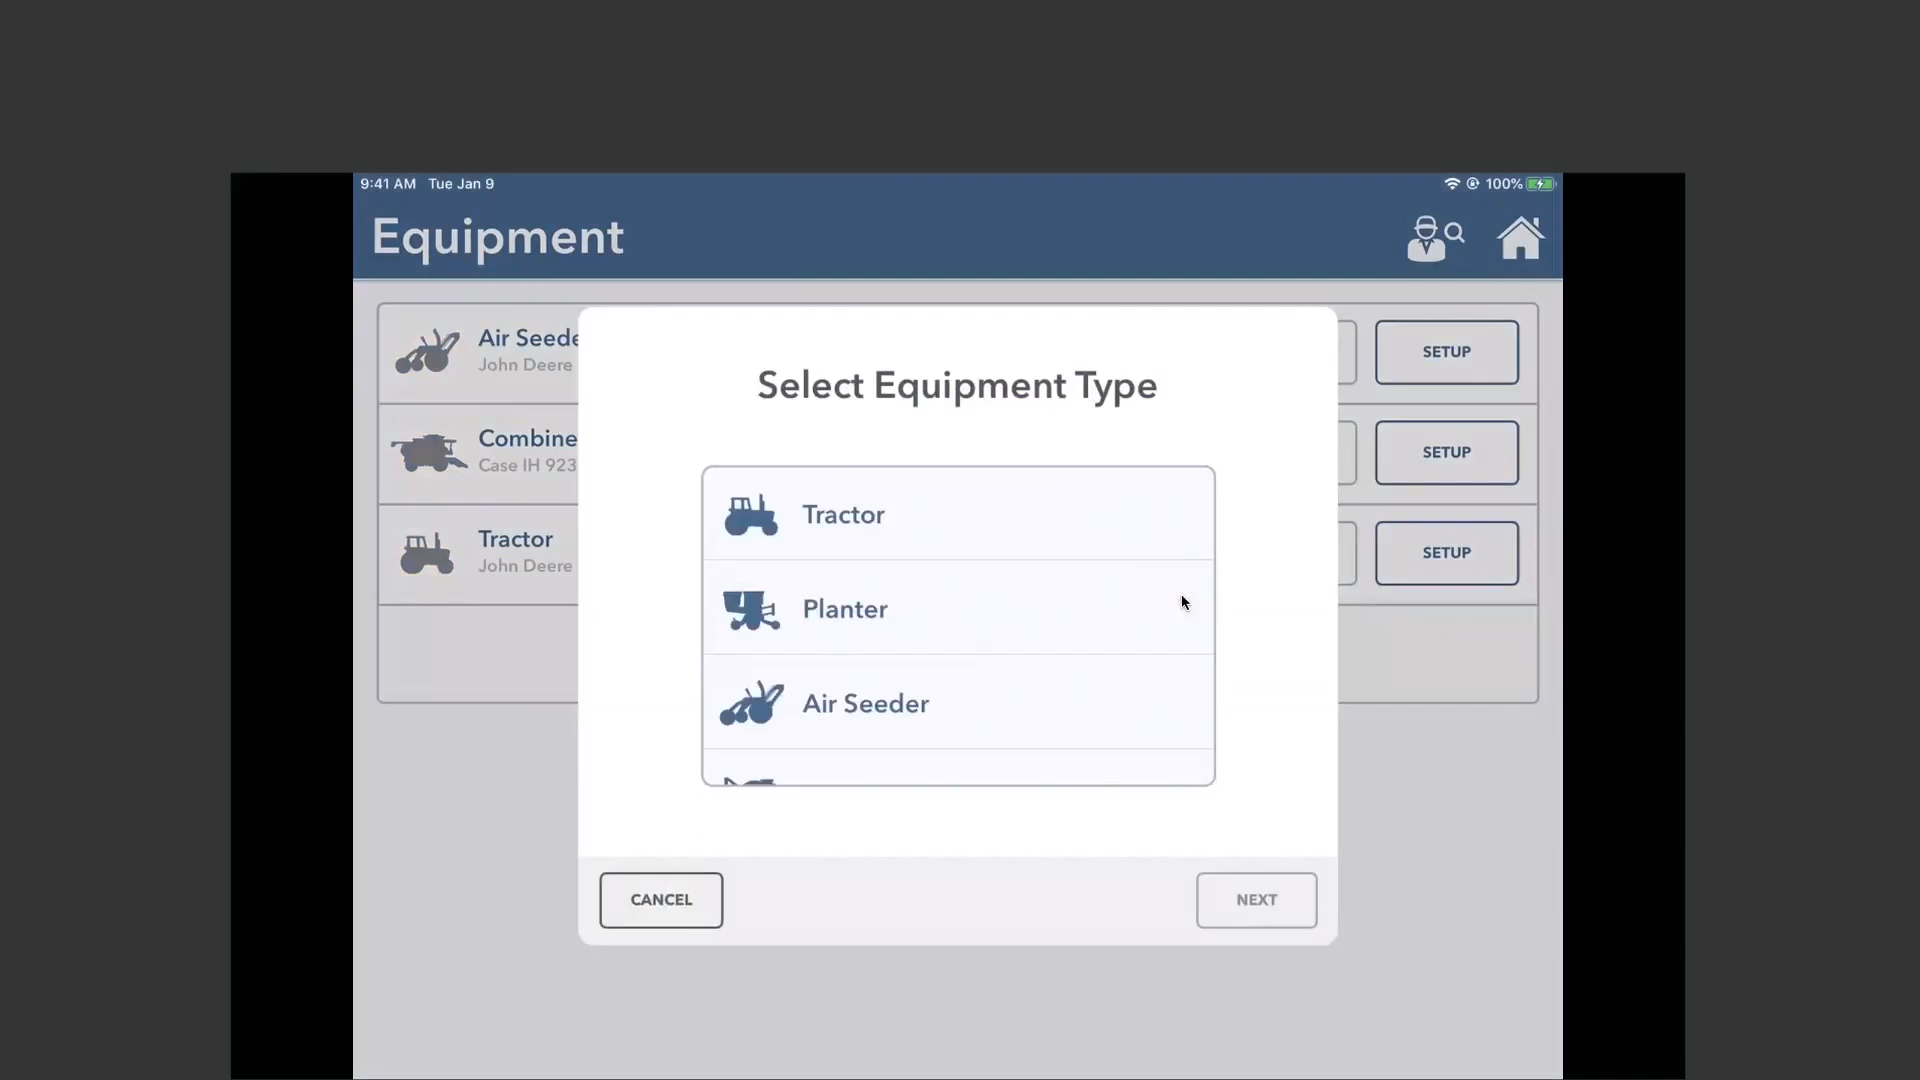 9:41 AM Tue Jan 9
100%
Equipment
Air Seede
John Deere
SETUP
Combine
Case IH 923
SETUP
Tractor
John Deere
SETUP
Select Equipment Type
Tractor
Planter
Air Seeder
CANCEL
NEXT